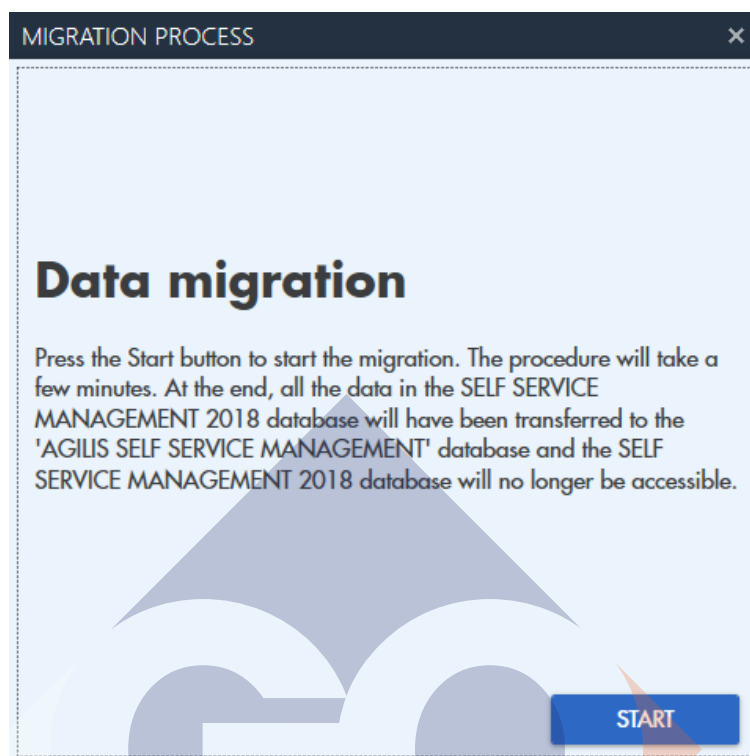 MIGRATION PROCESS
Data migration
Press the Start button to start the migration. The procedure will take a
few minutes. At the end, all the data in the SELF SERVICE
MANAGEMENT 2018 database will have been transferred to the
'AGILIS SELF SERVICE MANAGEMENT' database and the SELF
SERVICE MANAGEMENT 2018 database will no longer be accessible.
START